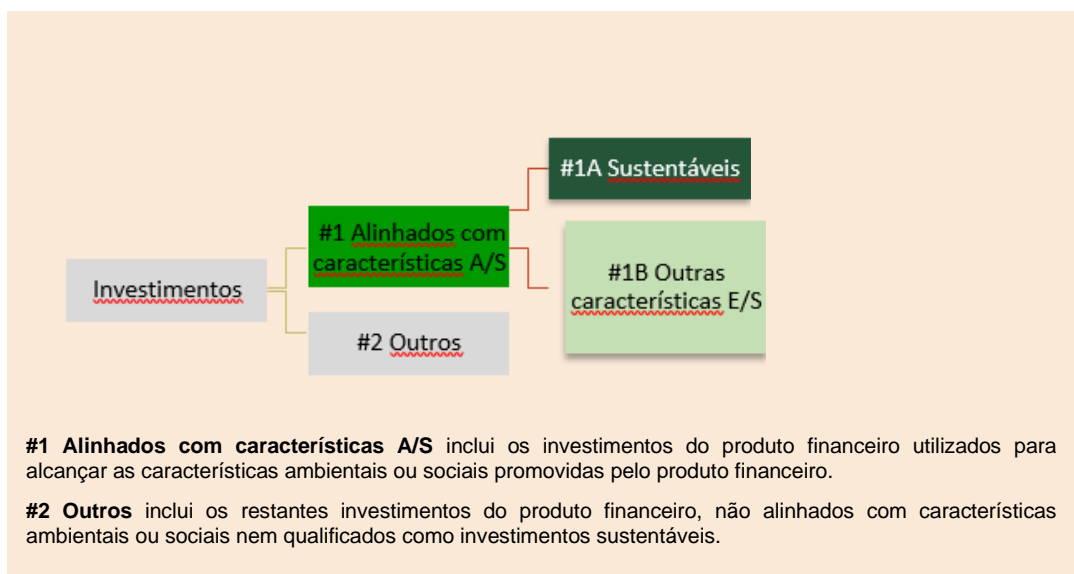 #1A Sustentáveis
#1 Alinhados com
características A/S
#1B Outras
características E/S
Investimentos
#2 Outros
#1 Alinhados com características A/S inclui os investimentos do produto financeiro utilizados para
alcançar as características ambientais ou sociais promovidas pelo produto financeiro.
#2 Outros inclui os restantes investimentos do produto financeiro, não alinhados com características
ambientais ou sociais nem qualificados como investimentos sustentáveis.